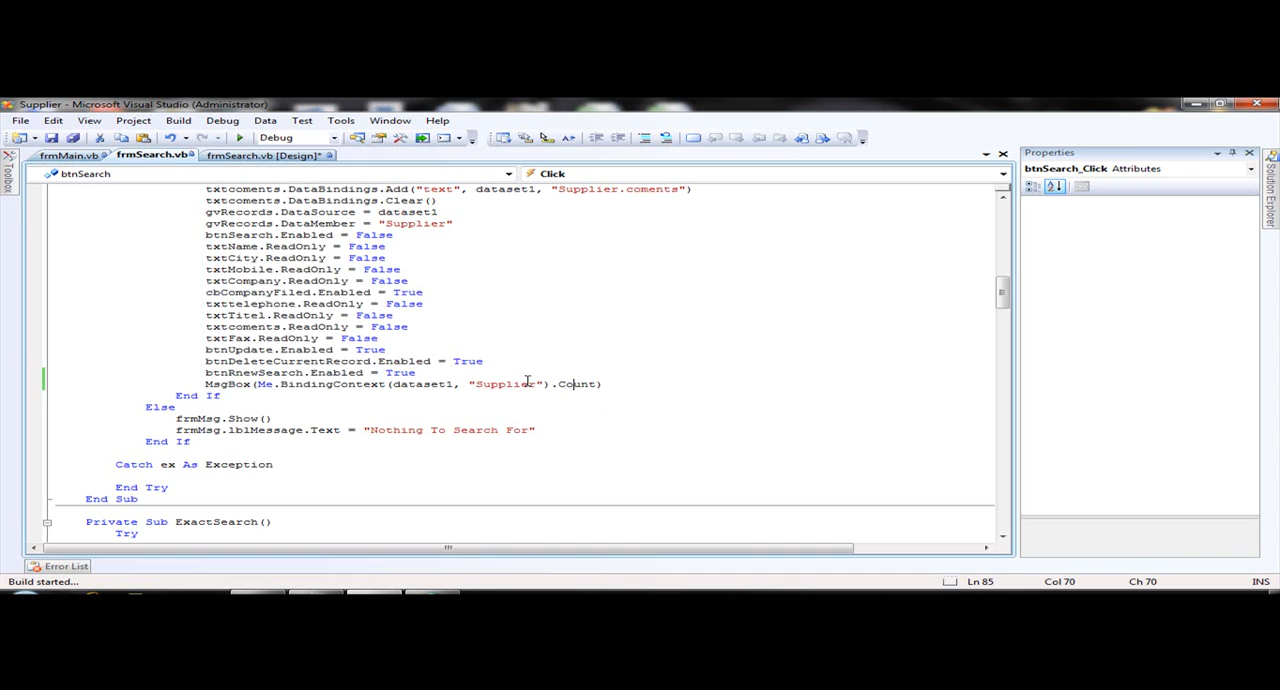 Supplier - Microsoft Visual Studio (Administrator)
File Edit View Project Build Debug Data Tools Test Window Help
Debug
frmMain.vb frmSearch.vb frmSearch.vb [Design]*
Toolbox
btnSearch Click
txtcoments.DataBindings.Add("text", dataset1, "Supplier.coments")
txtcoments.DataBindings.Clear()
gvRecords.DataSource = dataset1
gvRecords.DataMember = "Supplier"
btnSearch.Enabled = False
txtName.ReadOnly = False
txtCity.ReadOnly = False
txtMobile.ReadOnly = False
txtCompany.ReadOnly = False
cbCompanyFiled.Enabled = True
txttelephone.ReadOnly = False
txtTitel.ReadOnly = False
txtcoments.ReadOnly = False
txtFax.ReadOnly = False
btnUpdate.Enabled = True
btnDeleteCurrentRecord.Enabled = True
btnRnewSearch.Enabled = True
MsgBox(Me.BindingContext(dataset1, "Supplier").Count)
End If
Else
frmMsg.Show()
frmMsg.lblMessage.Text = "Nothing To Search For"
End If
Catch ex As Exception
End Try
End Sub
Private Sub ExactSearch()
Try
Properties
btnSearch_Click Attributes
Solution Explorer
Error List
Build started... Ln 85 Col 70 Ch 70 INS